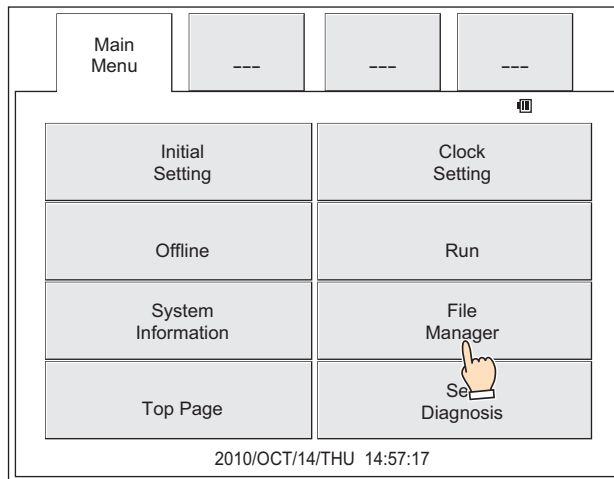 Main
Menu
---
---
---
Initial
Setting
Clock
Setting
Offline
Run
System
Information
File
Manager
Top Page
Se
Diagnosis
2010/OCT/14/THU 14:57:17